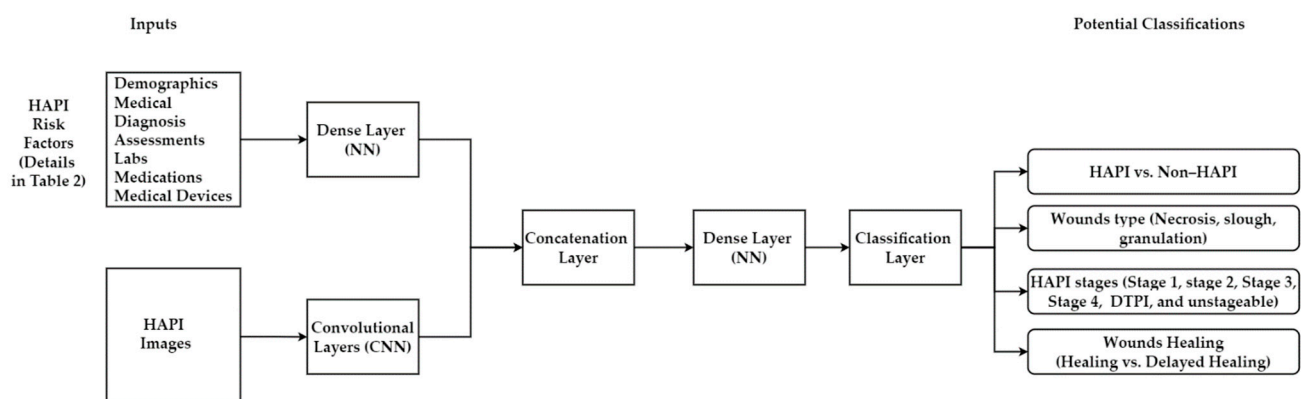 Inputs
Potential Classifications
HAPI
Risk
Factors
(Details
in Table 2)
Demographics
Medical
Diagnosis
Assessments
Labs
Medications
Medical Devices
Dense Layer
(NN)
HAPI
Images
Convolutional
Layers (CNN)
Concatenation
Layer
Dense Layer
(NN)
Classification
Layer
HAPI vs. Non–HAPI
Wounds type (Necrosis, slough,
granulation)
HAPI stages (Stage 1, stage 2, Stage 3,
Stage 4, DTPI, and unstageable)
Wounds Healing
(Healing vs. Delayed Healing)